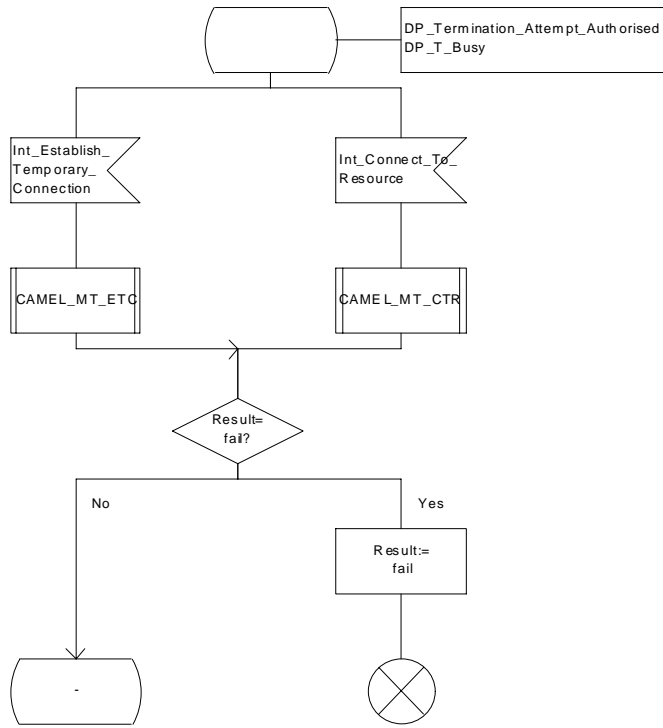 DP_Termination_Attempt_Authorised
DP_T_Busy
Int_Establish_
Temporary_
Connection
Int_Connect_To_
Resource
CAMEL_MT_ETC
CAMEL_MT_CTR
Result=
fail?
No
Yes
Result:=
fail
-